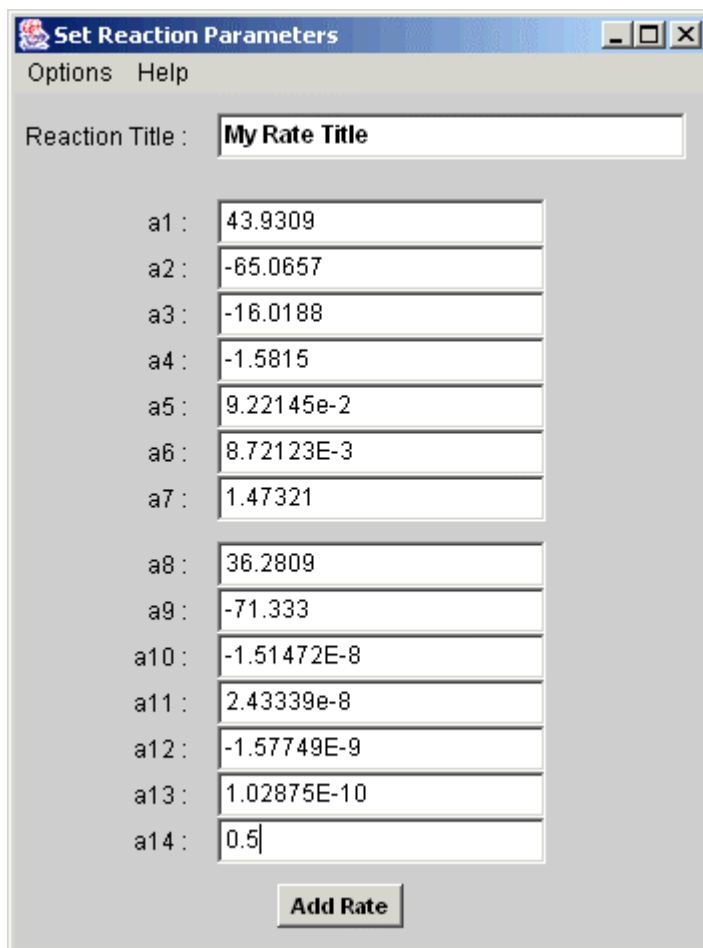 Set Reaction Parameters
Options Help
Reaction Title : My Rate Title
a1 : 43.9309
a2 : -65.0657
a3 : -16.0188
a4 : -1.5815
a5 : 9.22145e-2
a6 : 8.72123E-3
a7 : 1.47321
a8 : 36.2809
a9 : -71.333
a10 : -1.51472E-8
a11 : 2.43339e-8
a12 : -1.57749E-9
a13 : 1.02875E-10
a14 : 0.5
Add Rate